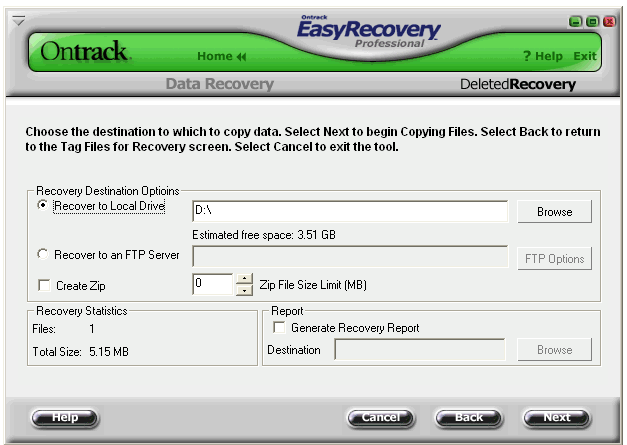 Ontrack
EasyRecovery
Professional
Ontrack
Home
? Help Exit
Data Recovery
DeletedRecovery
Choose the destination to which to copy data. Select Next to begin Copying Files. Select Back to return
to the Tag Files for Recovery screen. Select Cancel to exit the tool.
Recovery Destination Options
Recover to Local Drive
D:\
Browse
Estimated free space: 3.51 GB
Recover to an FTP Server
FTP Options
Create Zip
0
Zip File Size Limit (MB)
Recovery Statistics
Files: 1
Total Size: 5.15 MB
Report
Generate Recovery Report
Destination
Browse
Help
Cancel
Back
Next